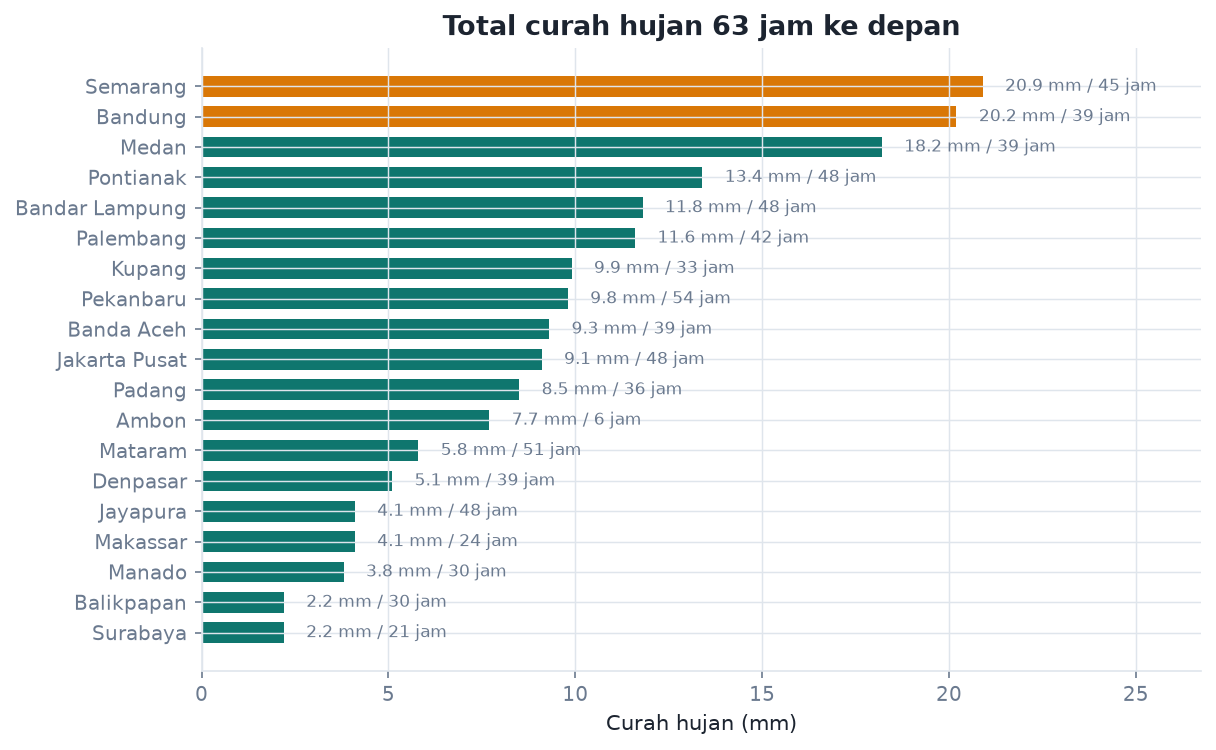 Total curah hujan 63 jam ke depan
Semarang 20.9 mm / 45 jam
Bandung 20.2 mm / 39 jam
Medan 18.2 mm / 39 jam
Pontianak 13.4 mm / 48 jam
Bandar Lampung 11.8 mm / 48 jam
Palembang 11.6 mm / 42 jam
Kupang 9.9 mm / 33 jam
Pekanbaru 9.8 mm / 54 jam
Banda Aceh 9.3 mm / 39 jam
Jakarta Pusat 9.1 mm / 48 jam
Padang 8.5 mm / 36 jam
Ambon 7.7 mm / 6 jam
Mataram 5.8 mm / 51 jam
Denpasar 5.1 mm / 39 jam
Jayapura 4.1 mm / 48 jam
Makassar 4.1 mm / 24 jam
Manado 3.8 mm / 30 jam
Balikpapan 2.2 mm / 30 jam
Surabaya 2.2 mm / 21 jam
0 5 10 15 20 25
Curah hujan (mm)